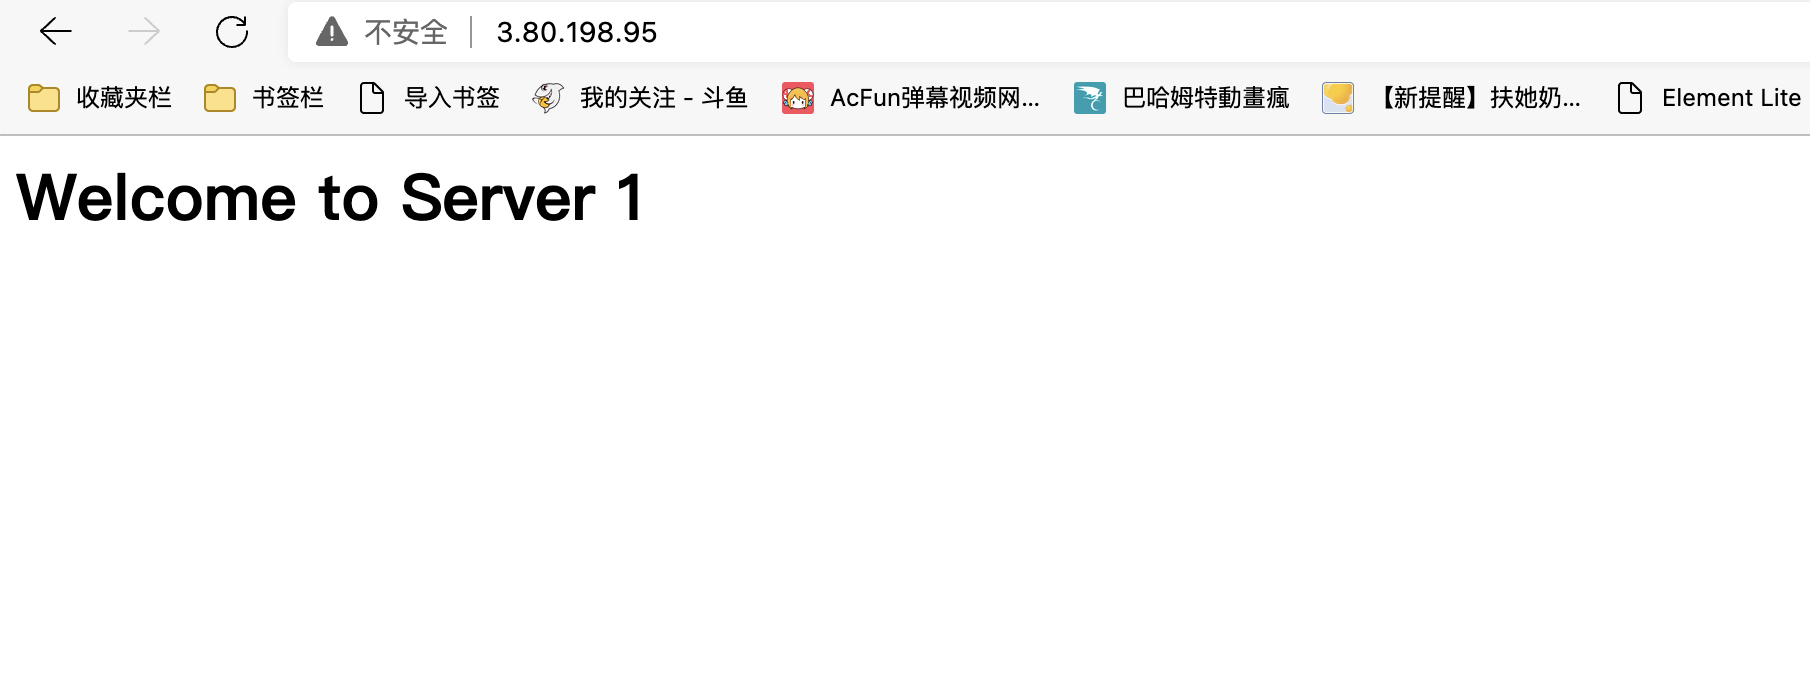 不安全 3.80.198.95
收藏夹栏 书签栏 导入书签 我的关注 - 斗鱼 AcFun弹幕视频网... 巴哈姆特動畫瘋 【新提醒】扶她奶... Element Lite
Welcome to Server 1